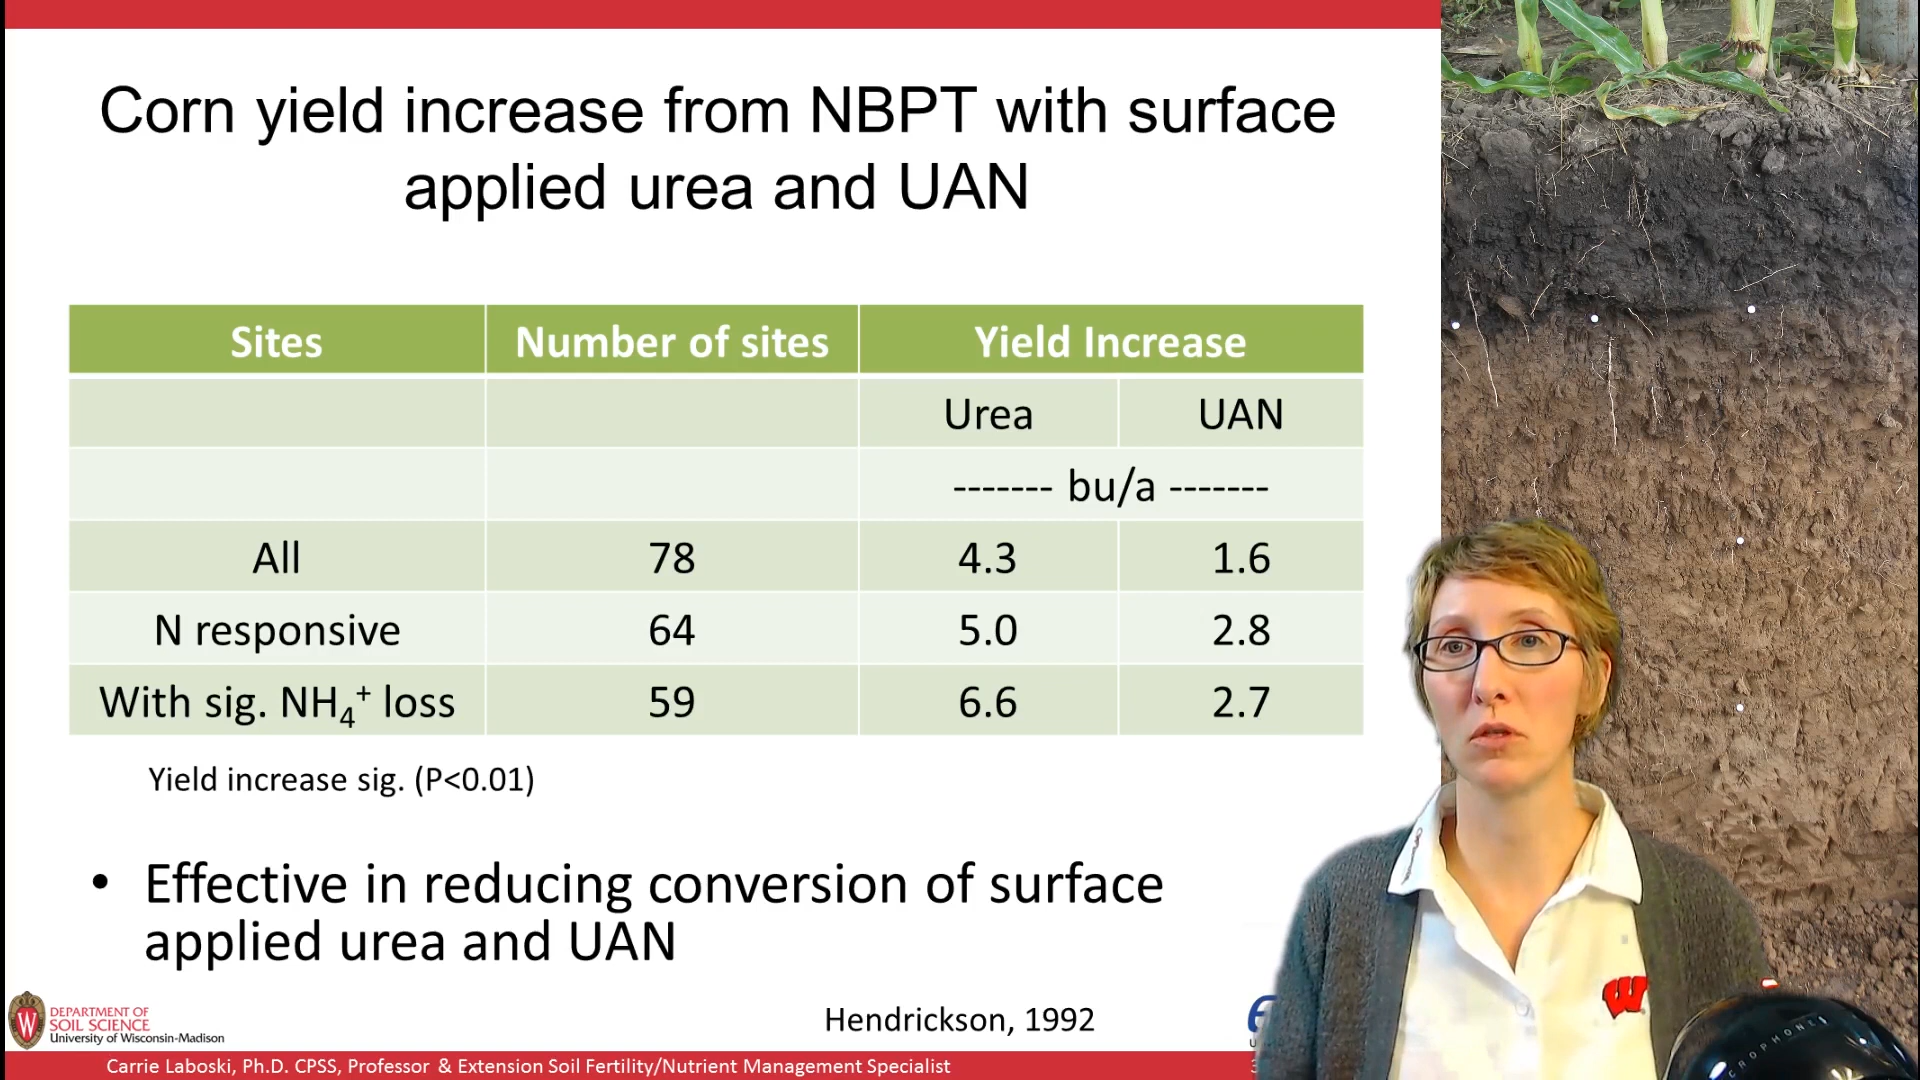 Corn yield increase from NBPT with surface
applied urea and UAN
Sites Number of sites Yield Increase
Urea UAN
------- bu/a -------
All 78 4.3 1.6
N responsive 64 5.0 2.8
With sig. NH₄⁺ loss 59 6.6 2.7
Yield increase sig. (P<0.01)
• Effective in reducing conversion of surface
applied urea and UAN
Hendrickson, 1992
DEPARTMENT OF
SOIL SCIENCE
University of Wisconsin-Madison
Carrie Laboski, Ph.D. CPSS, Professor & Extension Soil Fertility/Nutrient Management Specialist
W